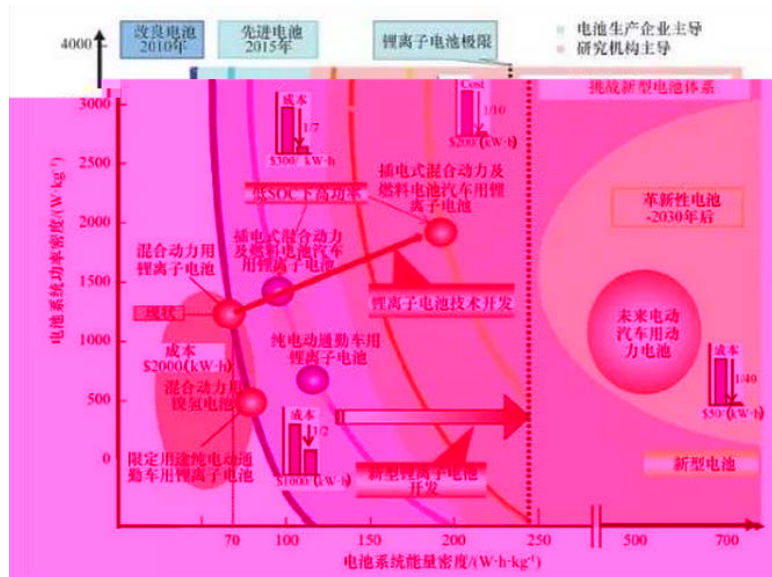 改良电池
2010年
先进电池
2015年
锂离子电池极限
电池生产企业主导
研究机构主导
4000
3000
2500
2000
1500
1000
500
0
电池系统功率密度/(W·kg⁻¹)
成本
1/7
$300/ kW·h
Cost
1/10
$200/(kW·h)
挑战新型电池体系
低SOC下高功率
插电式混合动力及
燃料电池汽车用锂
离子电池
革新性电池
-2030年后
混合动力用
锂离子电池
插电式混合动力
及燃料电池汽车
用锂离子电池
现状
锂离子电池技术开发
成本
$2000(kW·h)
纯电动通勤车用
锂离子电池
未来电动
汽车用动
力电池
混合动力用
镍氢电池
成本
1/2
$1000/(kW·h)
成本
1/40
$50/(kW·h)
限定用途纯电动通
勤车用锂离子电池
新型锂离子电池
开发
新型电池
70
100
150
200
250
500
700
电池系统能量密度/(W·h·kg⁻¹)